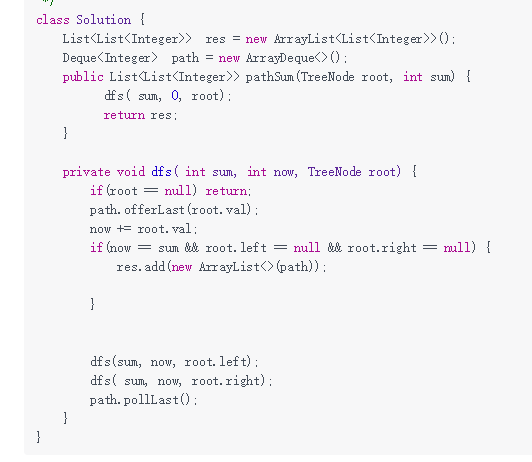 */
class Solution {
    List<List<Integer>>  res = new ArrayList<List<Integer>>();
    Deque<Integer>  path = new ArrayDeque<>();
    public List<List<Integer>> pathSum(TreeNode root, int sum) {
          dfs( sum, 0, root);
          return res;
    }

    private void dfs( int sum, int now, TreeNode root) {
        if(root == null) return;
        path.offerLast(root.val);
        now += root.val;
        if(now == sum && root.left == null && root.right == null) {
            res.add(new ArrayList<>(path));

        }


        dfs(sum, now, root.left);
        dfs( sum, now, root.right);
        path.pollLast();
    }
}